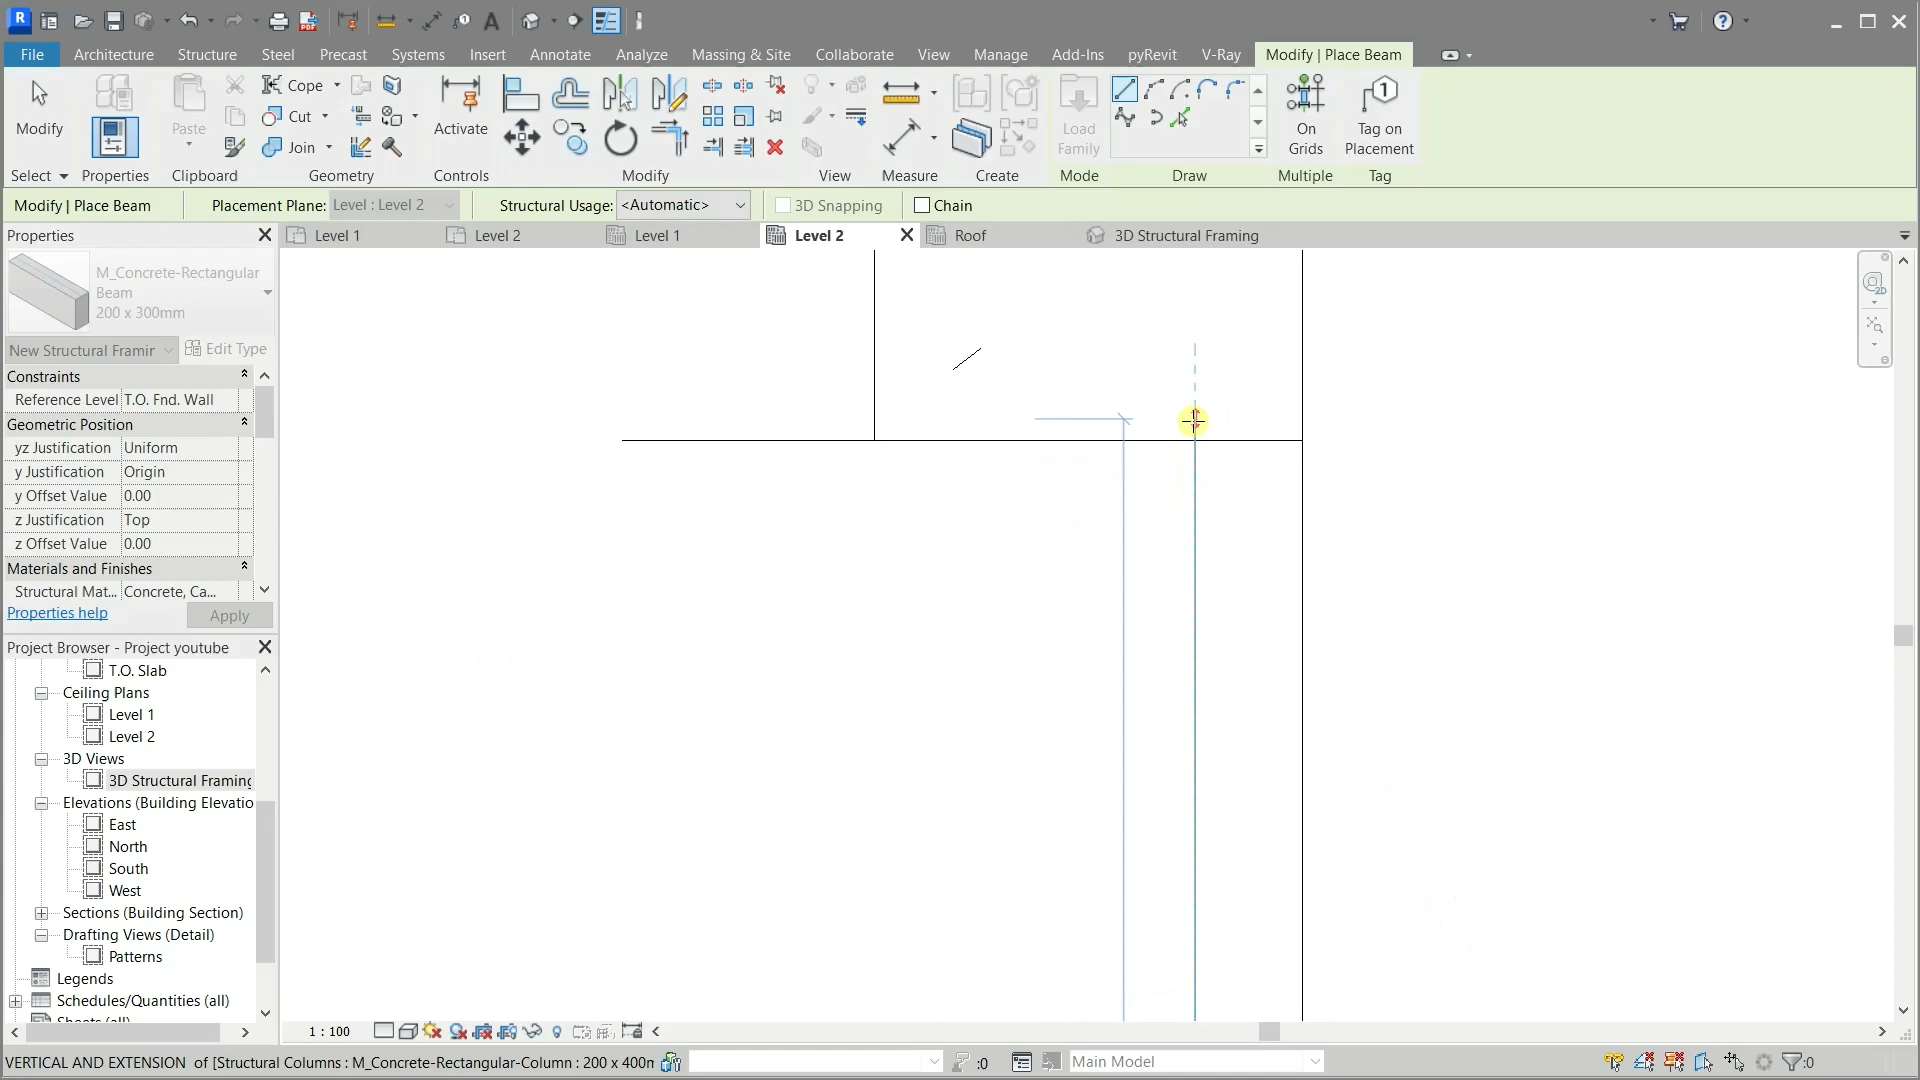 R
File
Architecture
Structure
Steel
Precast
Systems
Insert
Annotate
Analyze
Massing & Site
Collaborate
View
Manage
Add-Ins
pyRevit
V-Ray
Modify | Place Beam
Modify
Paste
Cope
Cut
Join
Activate
Load Family
On Grids
Tag on Placement
Select
Properties
Clipboard
Geometry
Controls
Modify
View
Measure
Create
Mode
Draw
Multiple
Tag
Modify | Place Beam
Placement Plane: Level : Level 2
Structural Usage: <Automatic>
3D Snapping
Chain
Properties
Level 1
Level 2
Level 1
Level 2
Roof
3D Structural Framing
M_Concrete-Rectangular
Beam
200 x 300mm
New Structural Framir
Edit Type
Constraints
Reference Level T.O. Fnd. Wall
Geometric Position
yz Justification Uniform
y Justification Origin
y Offset Value 0.00
z Justification Top
z Offset Value 0.00
Materials and Finishes
Structural Mat... Concrete, Ca...
Properties help
Apply
Project Browser - Project youtube
T.O. Slab
Ceiling Plans
Level 1
Level 2
3D Views
3D Structural Framing
Elevations (Building Elevatio
East
North
South
West
Sections (Building Section)
Drafting Views (Detail)
Patterns
Legends
Schedules/Quantities (all)
Sheets (all)
1 : 100
VERTICAL AND EXTENSION of [Structural Columns : M_Concrete-Rectangular-Column : 200 x 400m
:0
Main Model
:0